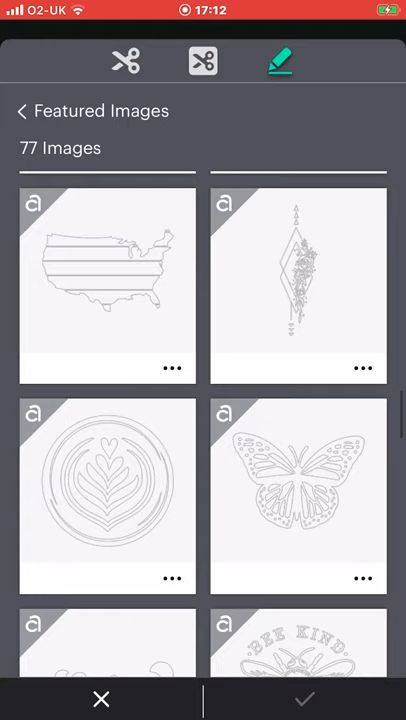 O2-UK 17:12
Featured Images
77 Images
a a
a a
a a
BEE KIND